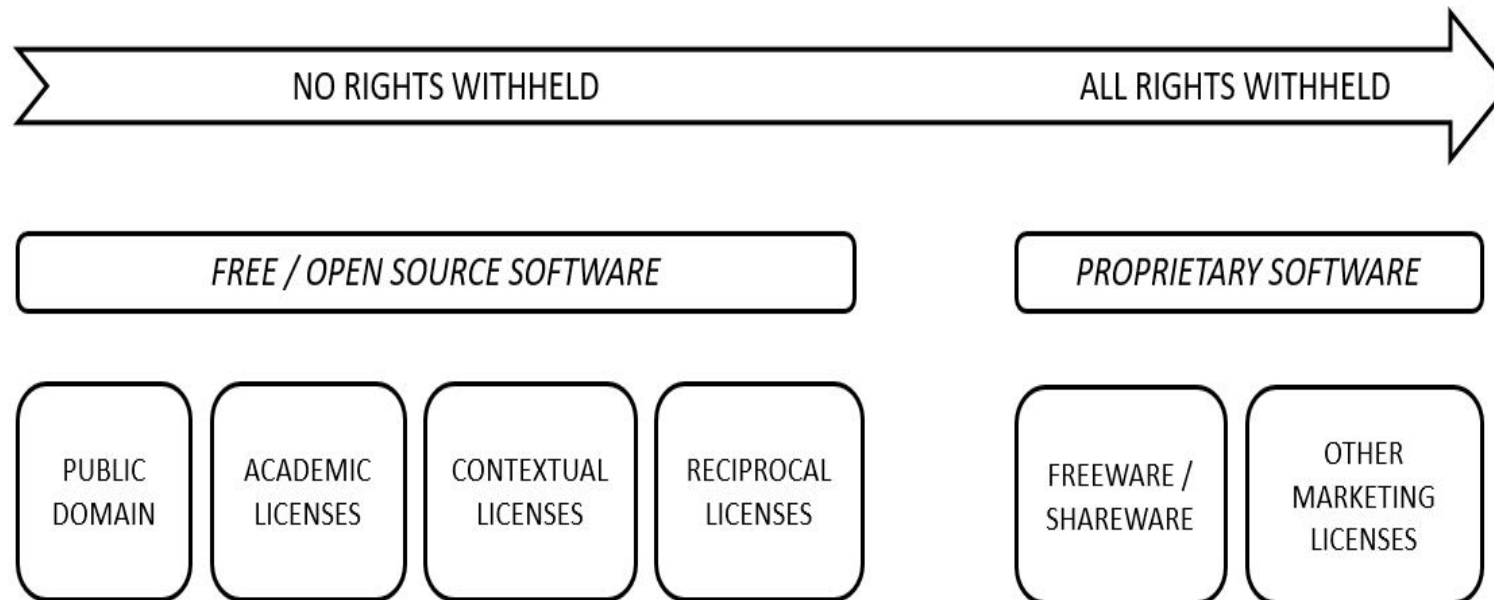 NO RIGHTS WITHHELD
ALL RIGHTS WITHHELD
FREE / OPEN SOURCE SOFTWARE
PROPRIETARY SOFTWARE
PUBLIC
DOMAIN
ACADEMIC
LICENSES
CONTEXTUAL
LICENSES
RECIPROCAL
LICENSES
FREEWARE /
SHAREWARE
OTHER
MARKETING
LICENSES